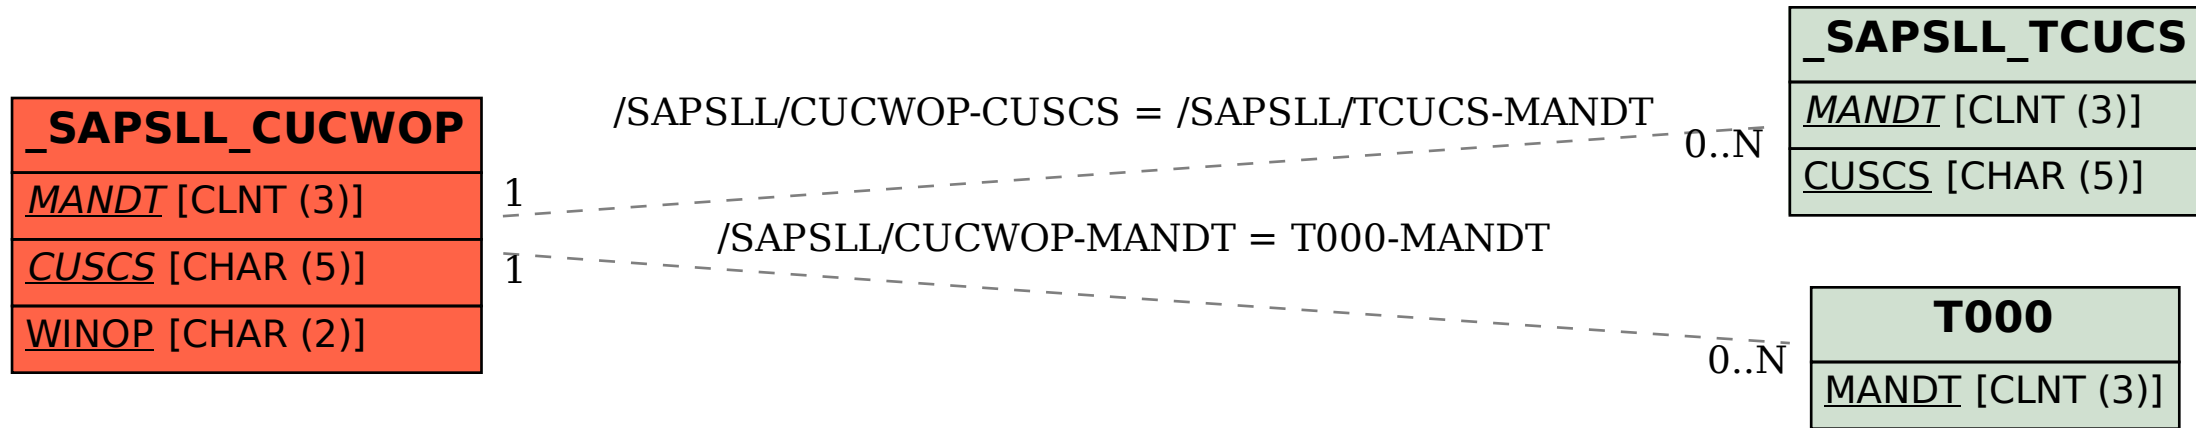 _SAPSLL_CUCWOP
MANDT [CLNT (3)]
CUSCS [CHAR (5)]
WINOP [CHAR (2)]
/SAPSLL/CUCWOP-CUSCS = /SAPSLL/TCUCS-MANDT
1
0..N
/SAPSLL/CUCWOP-MANDT = T000-MANDT
1
0..N
_SAPSLL_TCUCS
MANDT [CLNT (3)]
CUSCS [CHAR (5)]
T000
MANDT [CLNT (3)]